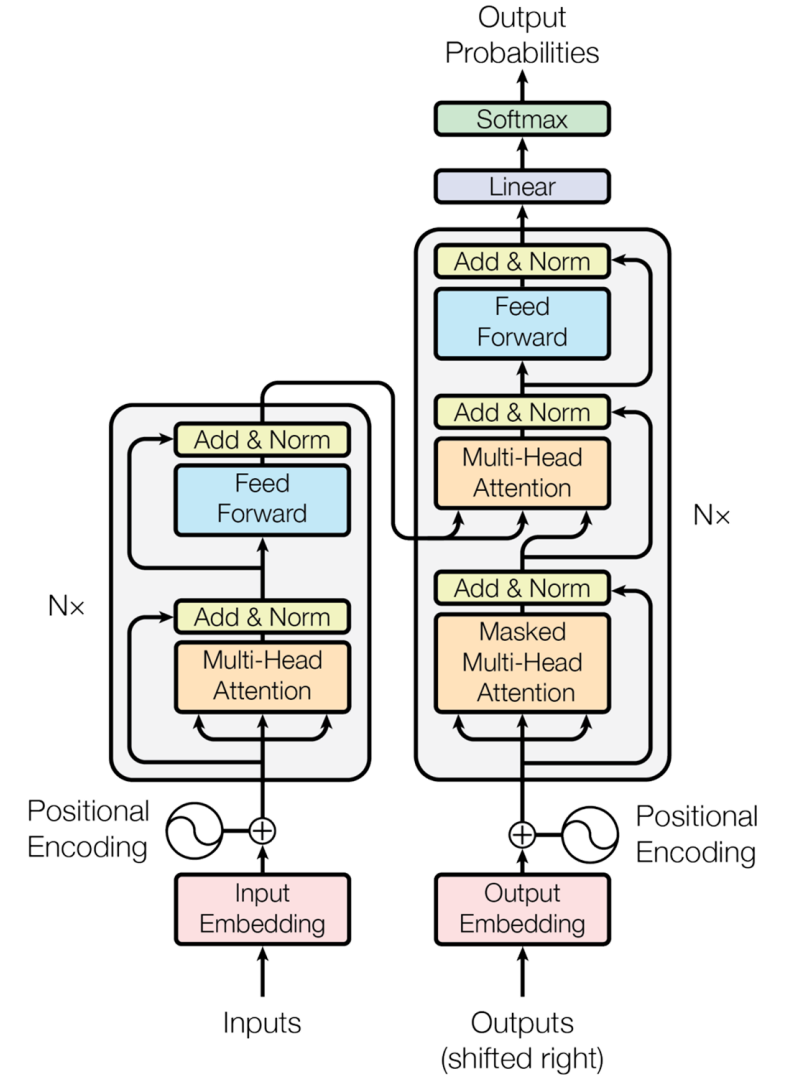 Output
Probabilities
Softmax
Linear
Add & Norm
Feed
Forward
Add & Norm
Multi-Head
Attention
Nx
Add & Norm
Masked
Multi-Head
Attention
Add & Norm
Feed
Forward
Nx
Add & Norm
Multi-Head
Attention
Positional
Encoding
Positional
Encoding
Input
Embedding
Output
Embedding
Inputs
Outputs
(shifted right)